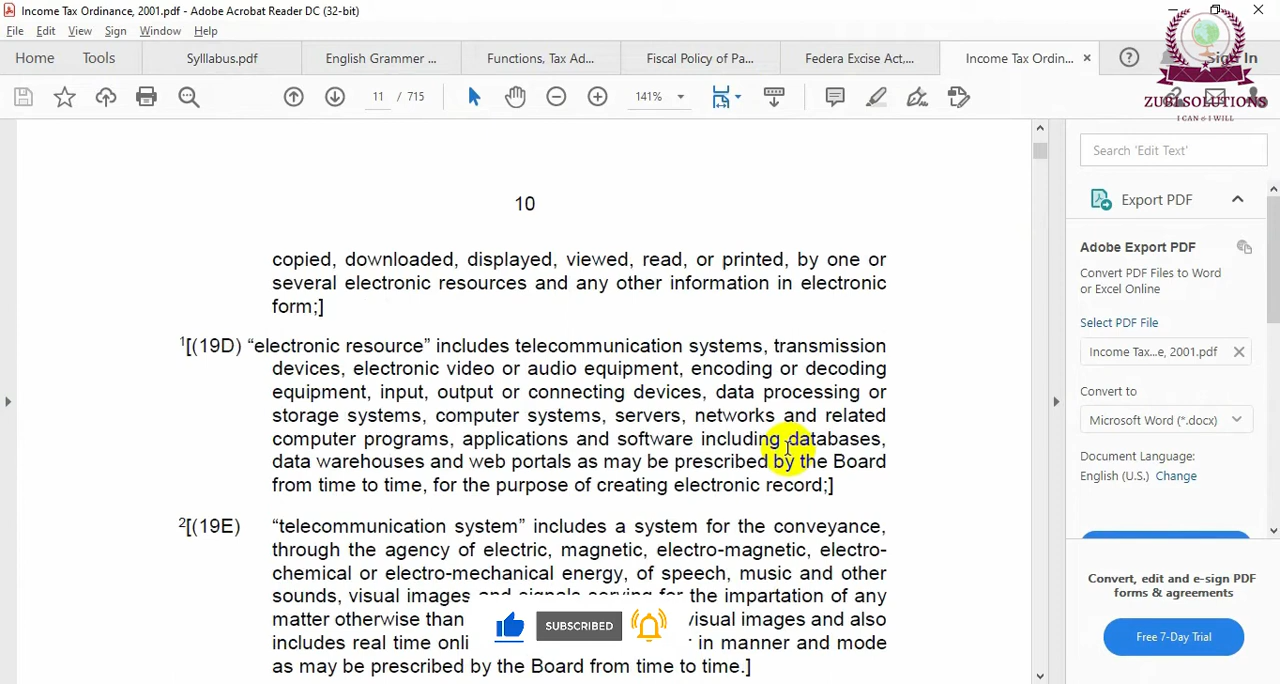 Income Tax Ordinance, 2001.pdf - Adobe Acrobat Reader DC (32-bit)
File Edit View Sign Window Help
Home Tools Sylllabus.pdf English Grammer ... Functions, Tax Ad... Fiscal Policy of Pa... Federa Excise Act,... Income Tax Ordin... × Sign In
11 / 715 141%
ZUBI SOLUTIONS
I CAN & I WILL
10
copied, downloaded, displayed, viewed, read, or printed, by one or
several electronic resources and any other information in electronic
form;]
1[(19D) “electronic resource” includes telecommunication systems, transmission
devices, electronic video or audio equipment, encoding or decoding
equipment, input, output or connecting devices, data processing or
storage systems, computer systems, servers, networks and related
computer programs, applications and software including databases,
data warehouses and web portals as may be prescribed by the Board
from time to time, for the purpose of creating electronic record;]
2[(19E) “telecommunication system” includes a system for the conveyance,
through the agency of electric, magnetic, electro-magnetic, electro-
chemical or electro-mechanical energy, of speech, music and other
sounds, visual images and signals serving for the impartation of any
matter otherwise than visual images and also
includes real time onli in manner and mode
as may be prescribed by the Board from time to time.]
SUBSCRIBED
Search 'Edit Text'
Export PDF
Adobe Export PDF
Convert PDF Files to Word
or Excel Online
Select PDF File
Income Tax...e, 2001.pdf
Convert to
Microsoft Word (*.docx)
Document Language:
English (U.S.) Change
Convert, edit and e-sign PDF
forms & agreements
Free 7-Day Trial